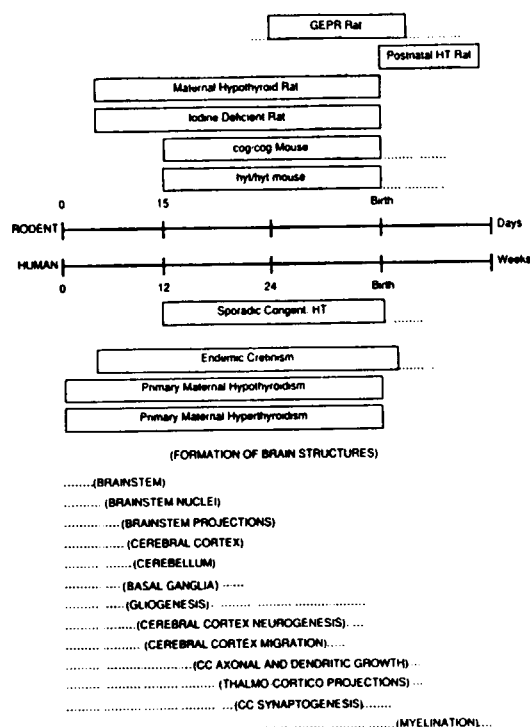 GEPR Rat
Postnatal HT Rat
Maternal Hypothyroid Rat
Iodine Deficient Rat
cog-cog Mouse
hyt/hyt mouse
0 15 Birth
RODENT Days
HUMAN Weeks
0 12 24 Birth
Sporadic Congent. HT
Endemic Cretinism
Primary Maternal Hypothyroidism
Primary Maternal Hyperthyroidism
(FORMATION OF BRAIN STRUCTURES)
(BRAINSTEM)
(BRAINSTEM NUCLEI)
(BRAINSTEM PROJECTIONS)
(CEREBRAL CORTEX)
(CEREBELLUM)
(BASAL GANGLIA)
(GLIOGENESIS)
(CEREBRAL CORTEX NEUROGENESIS)
(CEREBRAL CORTEX MIGRATION)
(CC AXONAL AND DENDRITIC GROWTH)
(THALMO CORTICO PROJECTIONS)
(CC SYNAPTOGENESIS)
(MYELINATION)